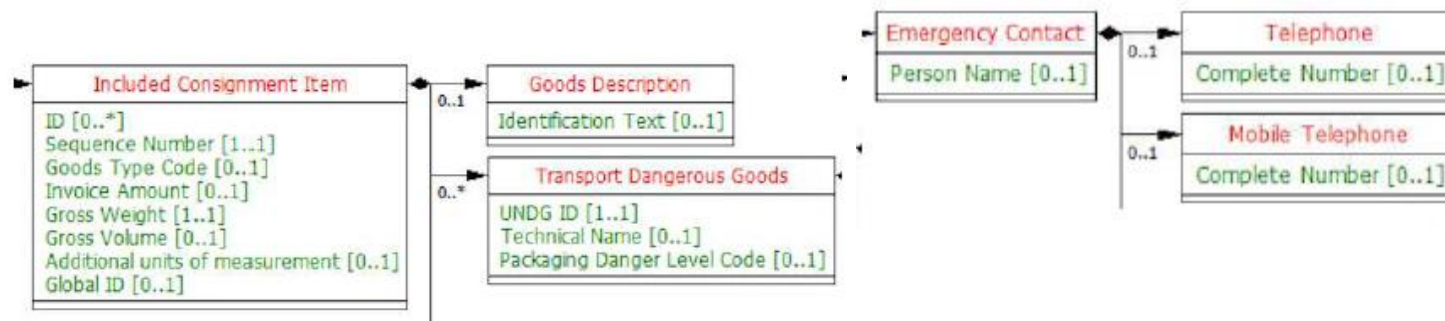 Included Consignment Item
ID [0..*]
Sequence Number [1..1]
Goods Type Code [0..1]
Invoice Amount [0..1]
Gross Weight [1..1]
Gross Volume [0..1]
Additional units of measurement [0..1]
Global ID [0..1]
0..1
Goods Description
Identification Text [0..1]
0..*
Transport Dangerous Goods
UNDG ID [1..1]
Technical Name [0..1]
Packaging Danger Level Code [0..1]
Emergency Contact
Person Name [0..1]
0..1
Telephone
Complete Number [0..1]
0..1
Mobile Telephone
Complete Number [0..1]